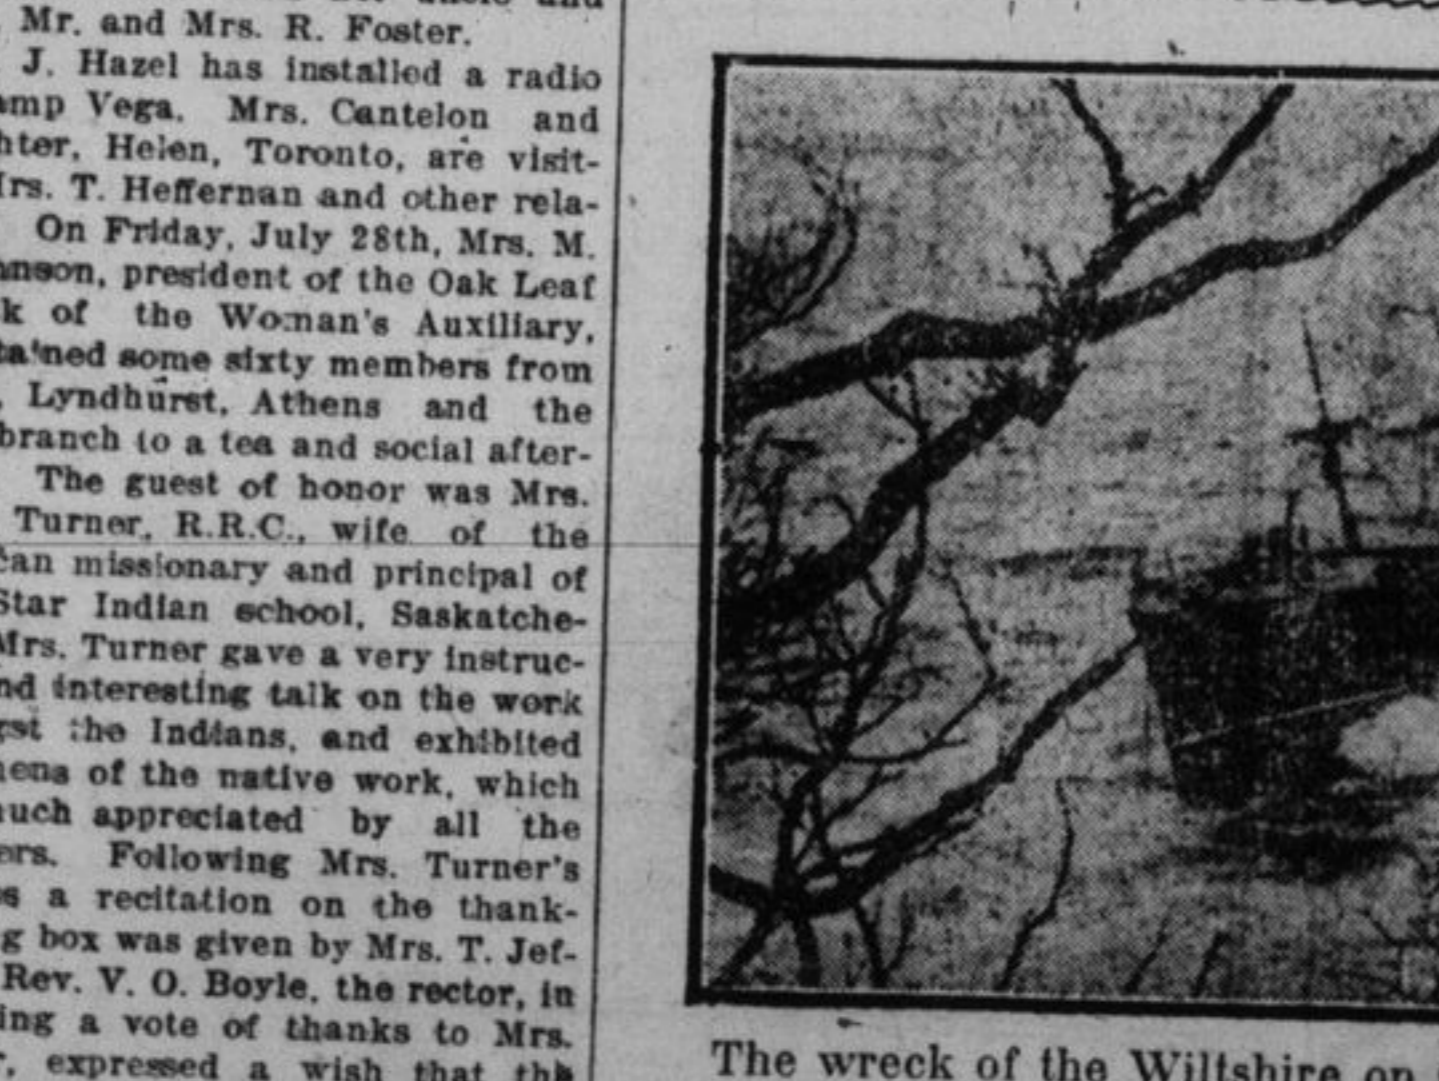 Mr. and Mrs. R. Foster.
J. Hazel has installed a radio
amp Vega. Mrs. Cantelon and
hter, Helen, Toronto, are visit-
Mrs. T. Heffernan and other rela-
On Friday, July 28th, Mrs. M.
nson, president of the Oak Leaf
k of the Woman's Auxiliary,
tained some sixty members from
, Lyndhurst, Athens and the
branch to a tea and social after-
The guest of honor was Mrs.
Turner, R.R.C., wife of the
can missionary and principal of
Star Indian school, Saskatche-
Mrs. Turner gave a very instruc-
nd interesting talk on the work
gst the Indians, and exhibited
mens of the native work, which
much appreciated by all the
ers. Following Mrs. Turner's
s a recitation on the thank-
g box was given by Mrs. T. Jef-
Rev. V. O. Boyle, the rector, in
ing a vote of thanks to Mrs.
r, expressed a wish that the
The wreck of the Wiltshire on